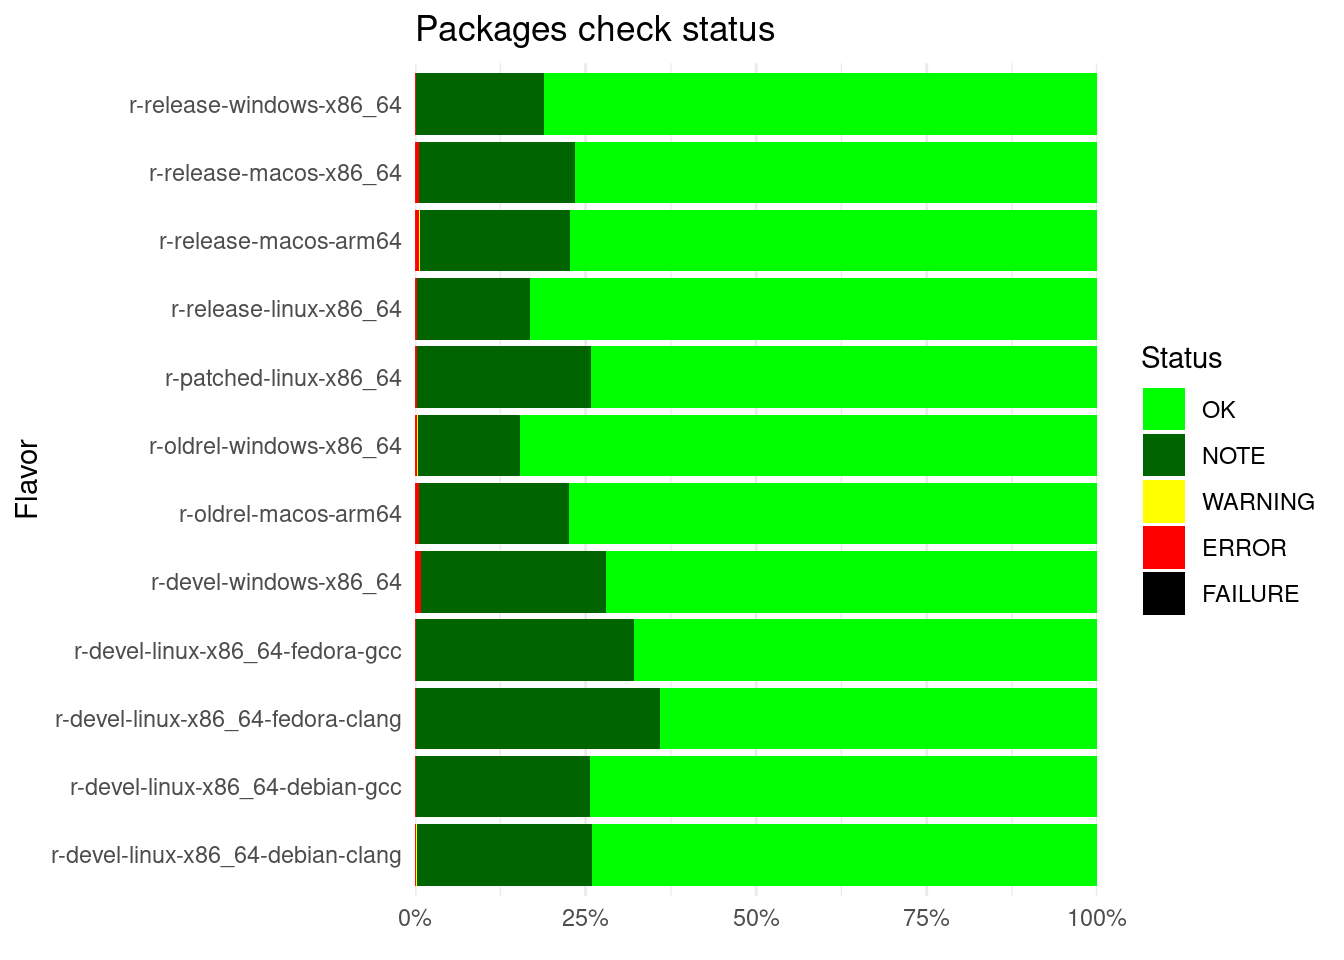 Packages check status
Flavor
r-release-windows-x86_64
r-release-macos-x86_64
r-release-macos-arm64
r-release-linux-x86_64
r-patched-linux-x86_64
r-oldrel-windows-x86_64
r-oldrel-macos-arm64
r-devel-windows-x86_64
r-devel-linux-x86_64-fedora-gcc
r-devel-linux-x86_64-fedora-clang
r-devel-linux-x86_64-debian-gcc
r-devel-linux-x86_64-debian-clang
0% 25% 50% 75% 100%
Status
OK
NOTE
WARNING
ERROR
FAILURE